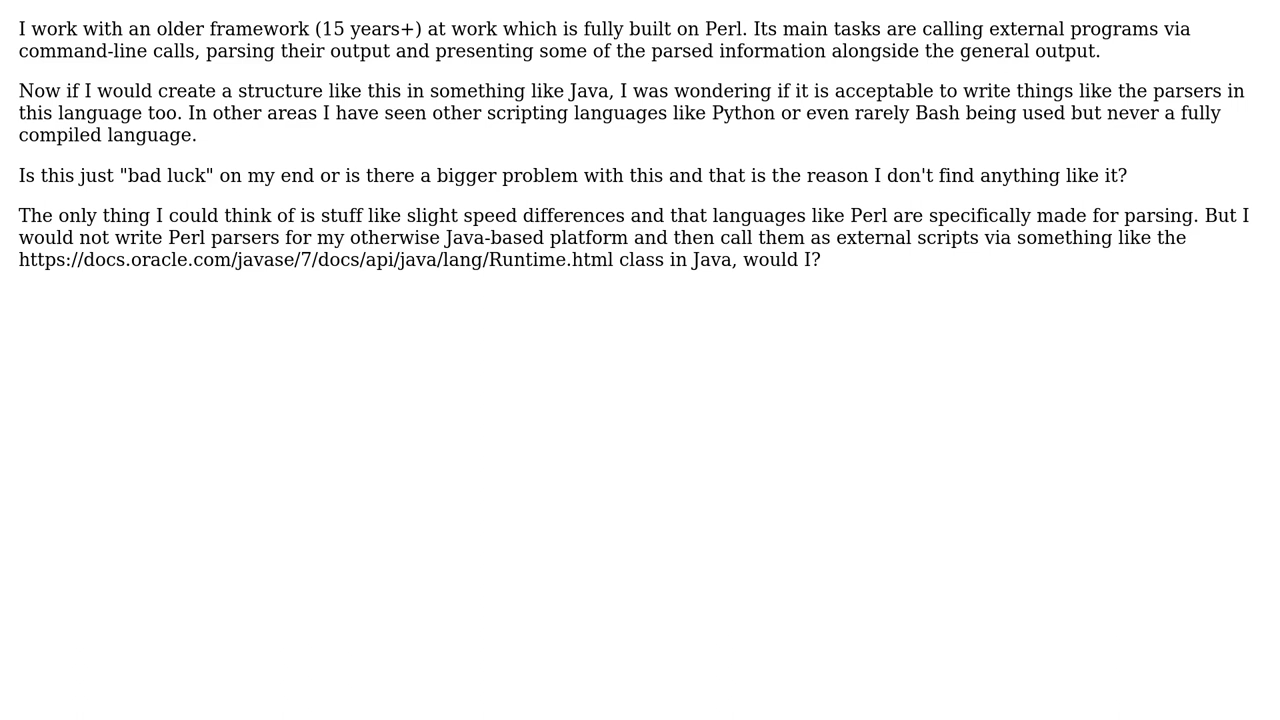 I work with an older framework (15 years+) at work which is fully built on Perl. Its main tasks are calling external programs via
command-line calls, parsing their output and presenting some of the parsed information alongside the general output.
Now if I would create a structure like this in something like Java, I was wondering if it is acceptable to write things like the parsers in
this language too. In other areas I have seen other scripting languages like Python or even rarely Bash being used but never a fully
compiled language.
Is this just "bad luck" on my end or is there a bigger problem with this and that is the reason I don't find anything like it?
The only thing I could think of is stuff like slight speed differences and that languages like Perl are specifically made for parsing. But I
would not write Perl parsers for my otherwise Java-based platform and then call them as external scripts via something like the
https://docs.oracle.com/javase/7/docs/api/java/lang/Runtime.html class in Java, would I?